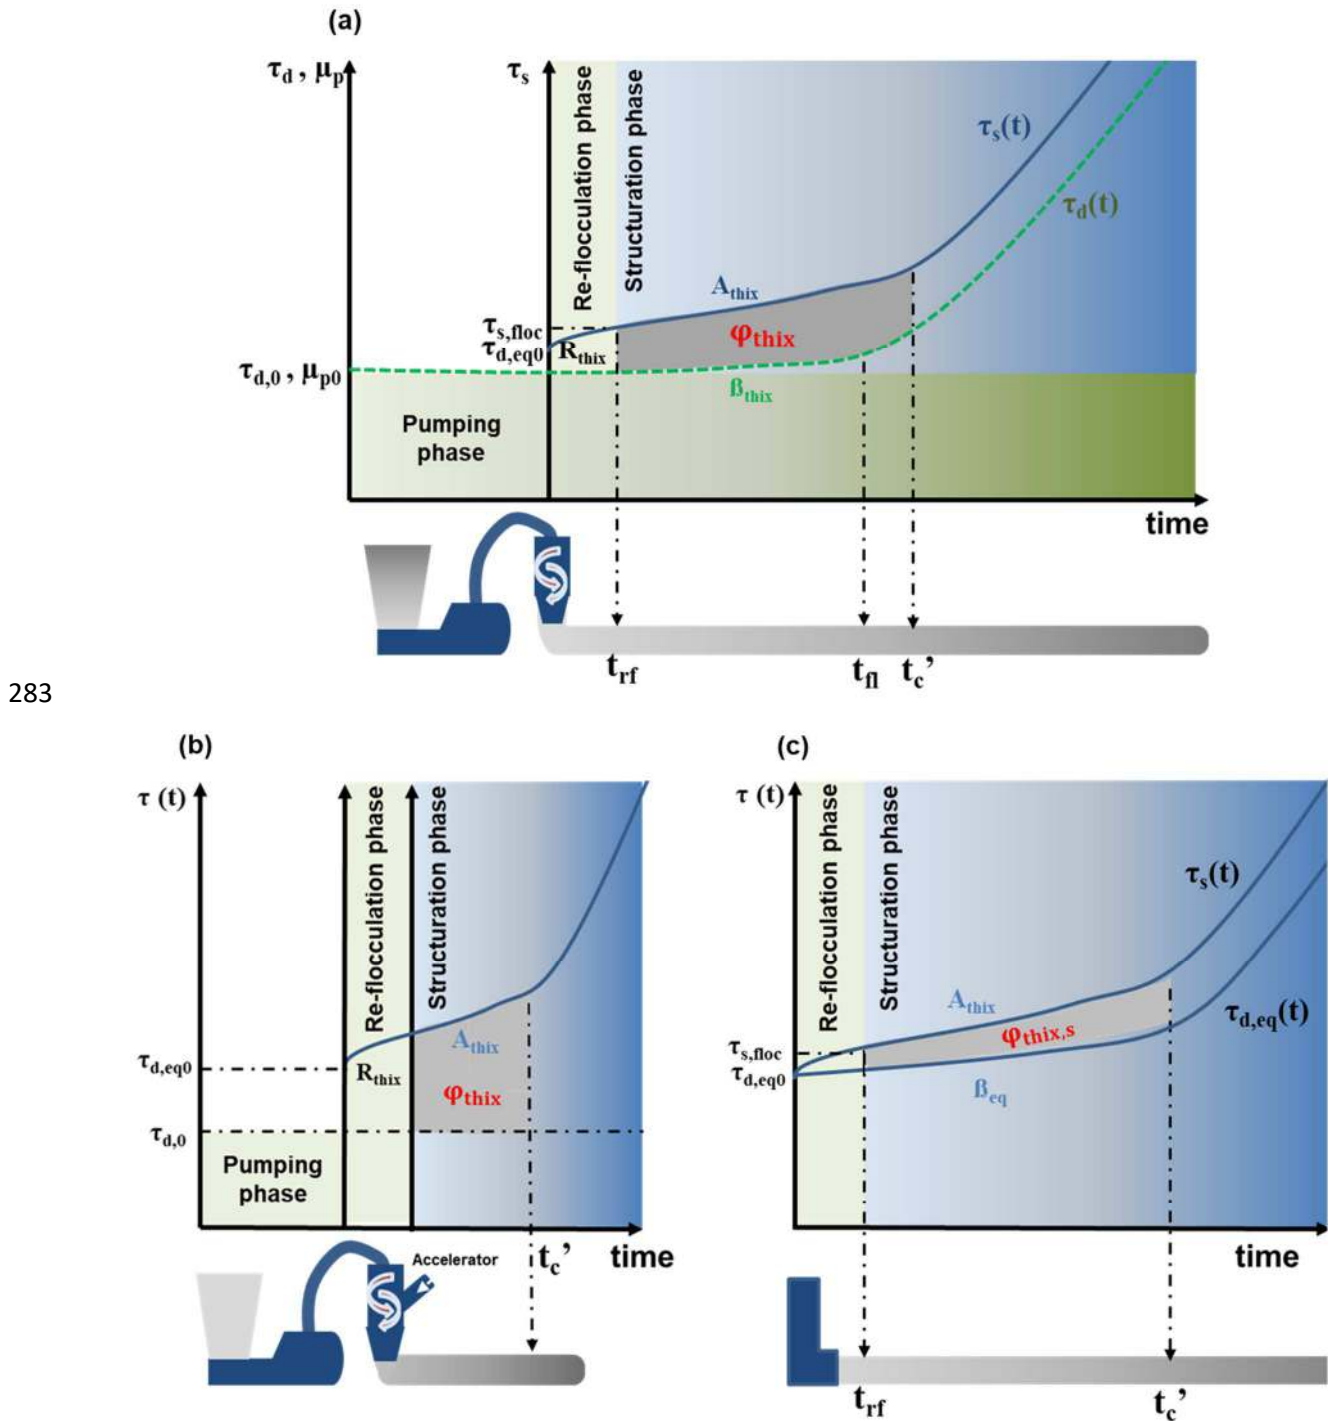 (a)
τd , μp
τs
Re-flocculation phase
Structuration phase
τs(t)
τd(t)
Athix
τs,floc
τd,eq0
Rthix
φthix
τd,0 , μp0
ßthix
Pumping
phase
time
trf
tfl
tc’
283
(b)
τ (t)
Re-flocculation phase
Structuration phase
τd,eq0
Athix
Rthix
φthix
τd,0
Pumping
phase
tc’
time
Accelerator
(c)
τ (t)
Re-flocculation phase
Structuration phase
τs(t)
Athix
τd,eq(t)
φthix,s
τs,floc
τd,eq0
ßeq
time
trf
tc’